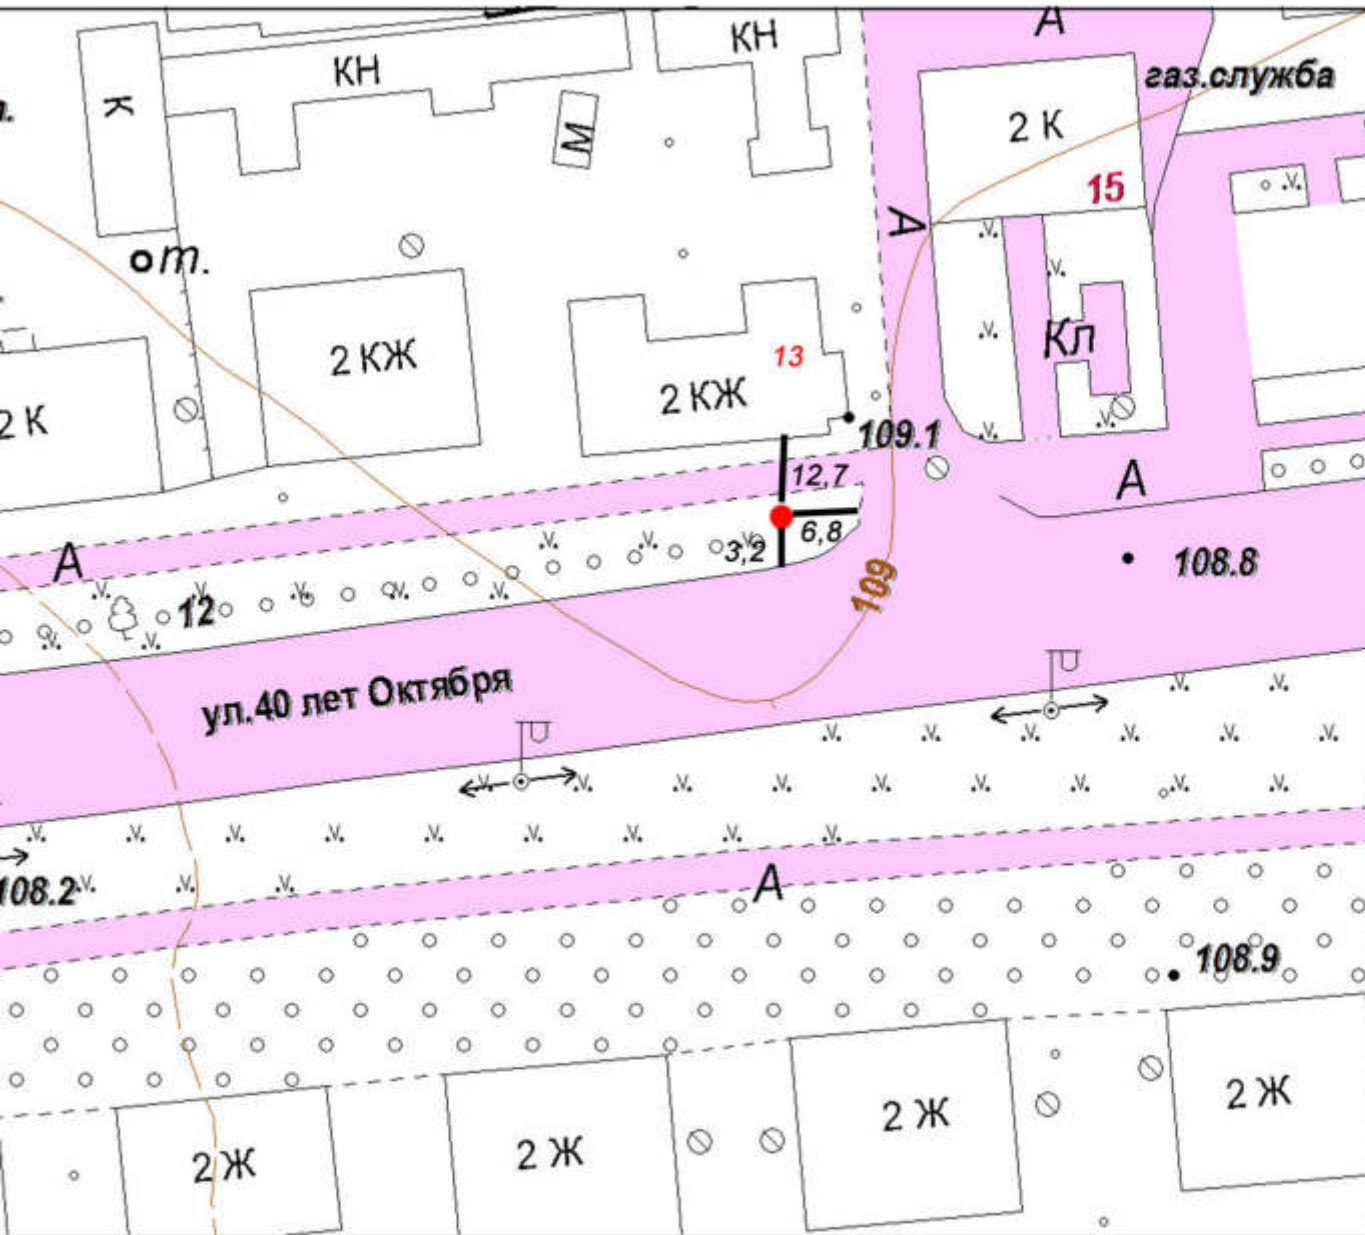 А
КН
КН
К
М
газ.служба
2 К
15
А
т.
2 КЖ
13
2 КЖ
Кл
2 К
109.1
12,7
А
6,8
3,2
А
108.8
109
12
ул.40 лет Октября
108.2
А
108.9
2 Ж
2 Ж
2 Ж
2 Ж